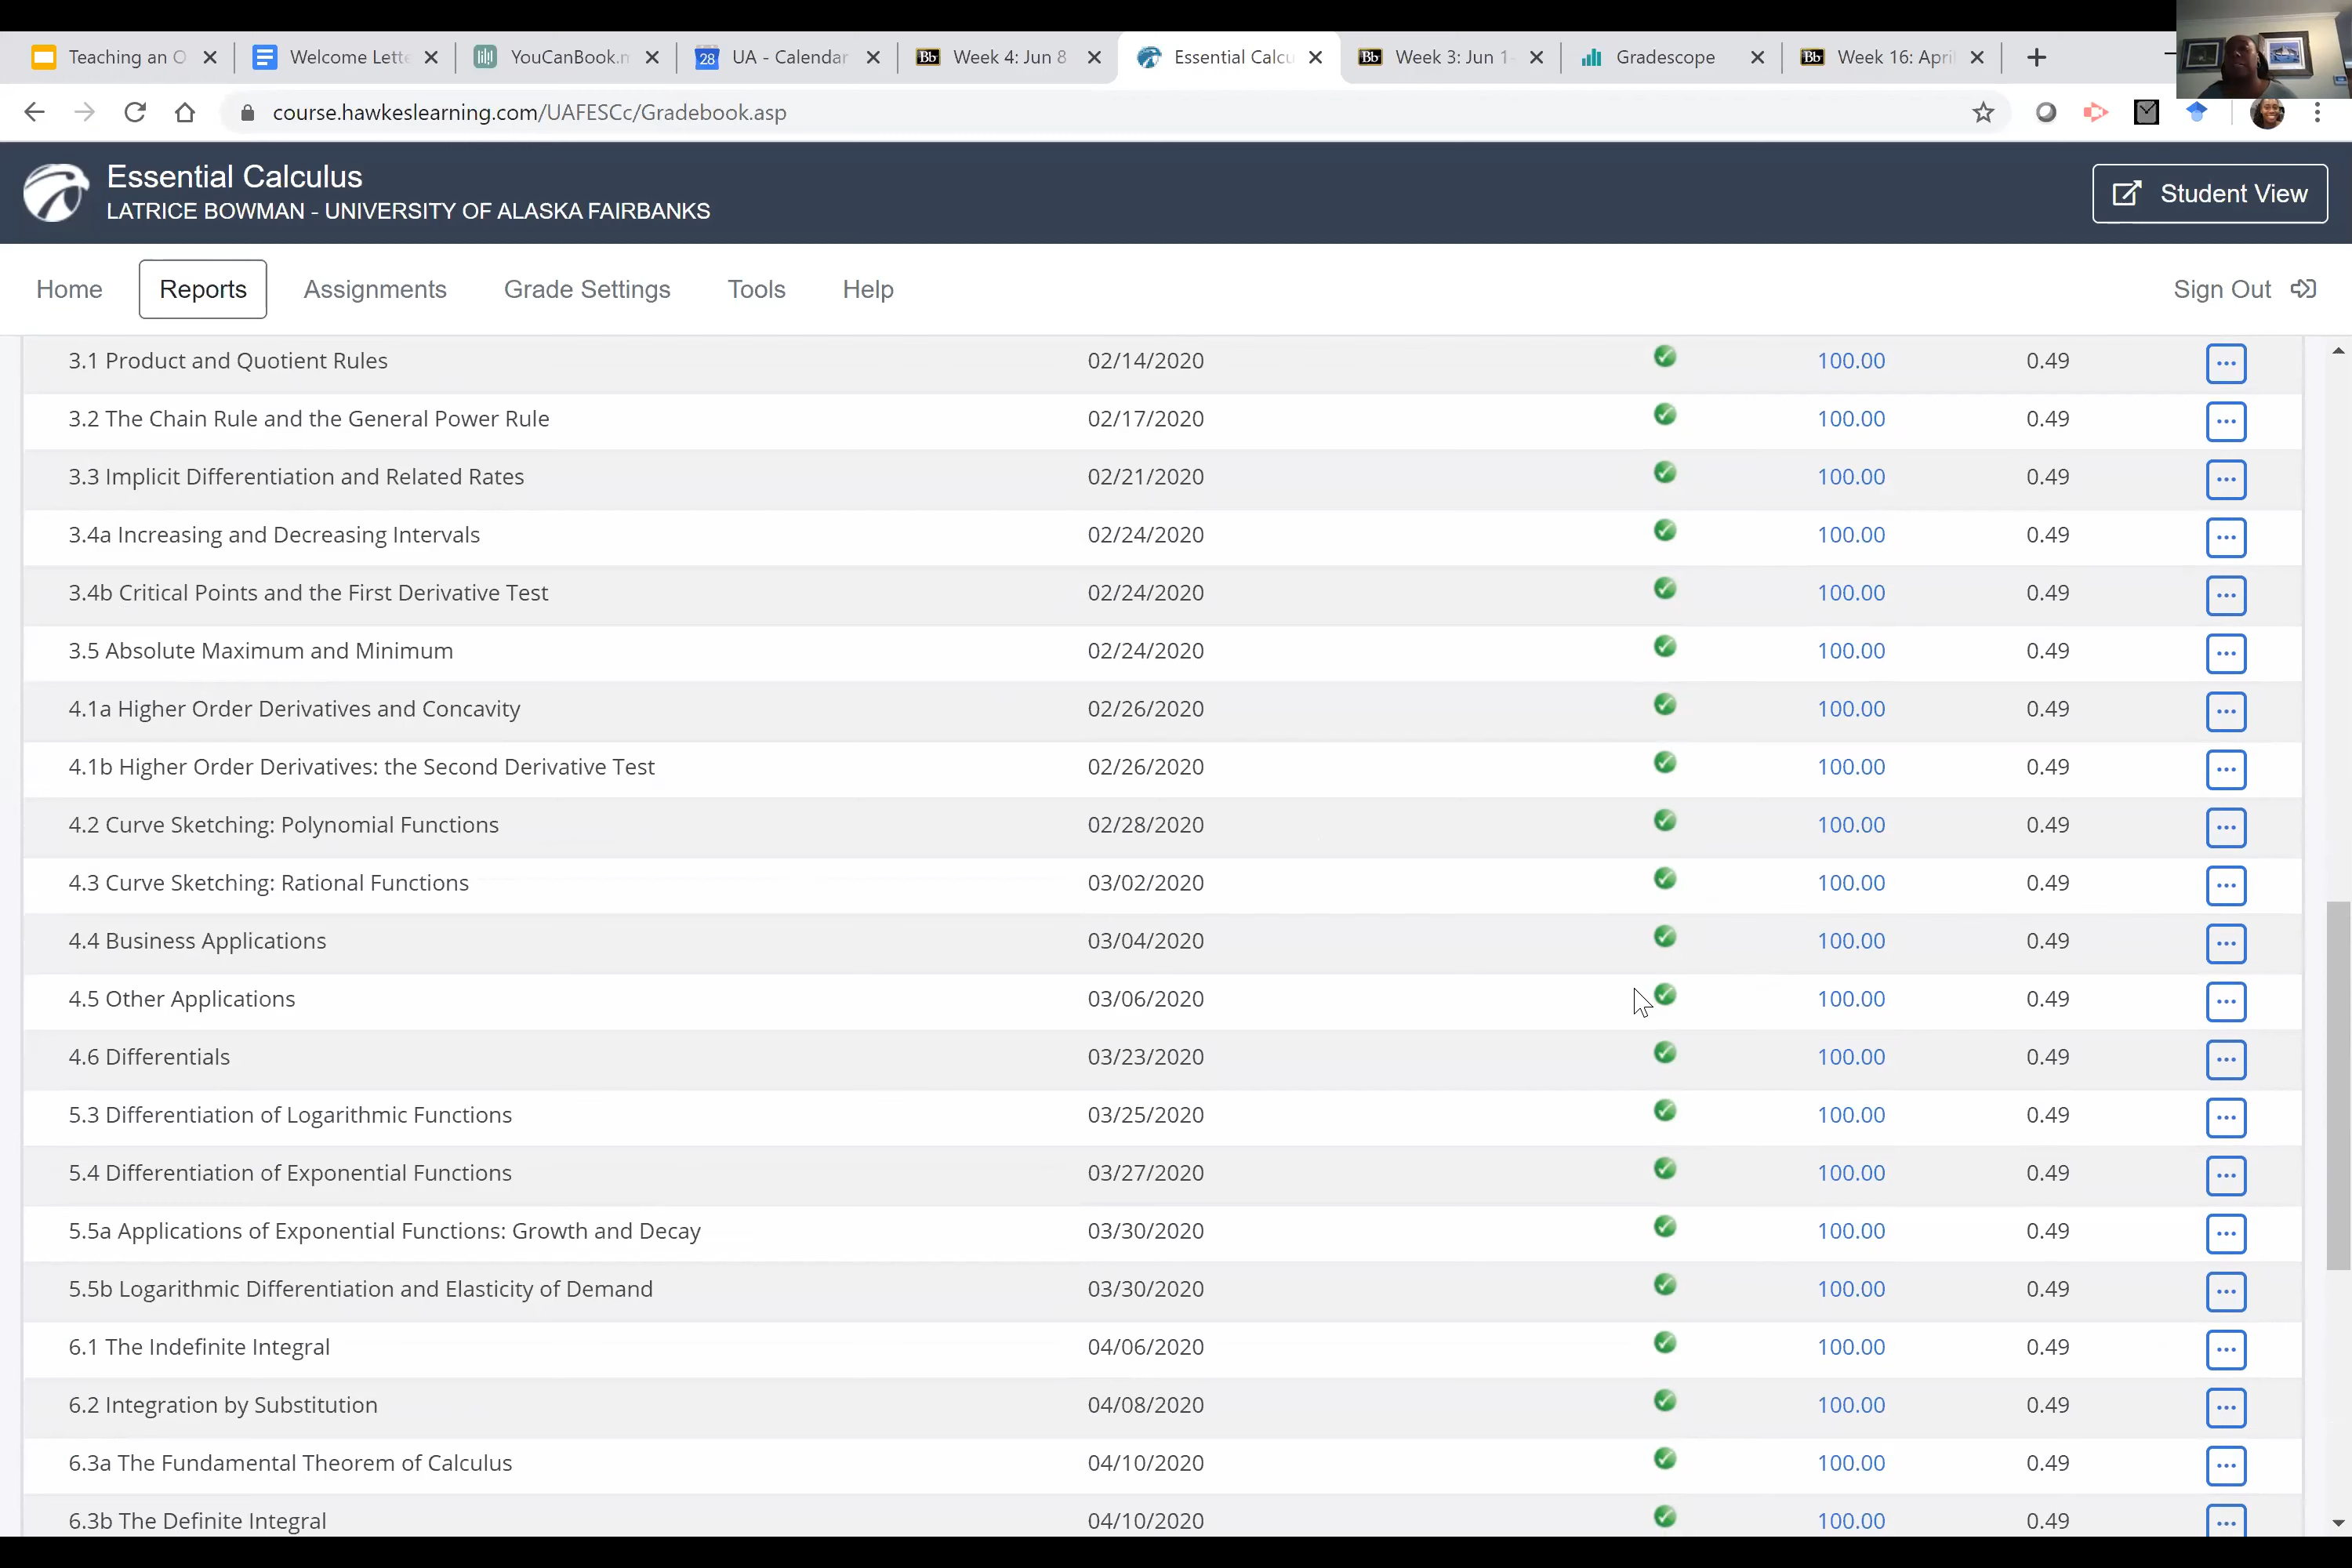 Teaching an O
Welcome Lette
YouCanBook.n
28
UA - Calendar
Bb
Week 4: Jun 8
Essential Calcu
Bb
Week 3: Jun 1-
Gradescope
Bb
Week 16: Apri
course.hawkeslearning.com/UAFESCc/Gradebook.asp
Essential Calculus
LATRICE BOWMAN - UNIVERSITY OF ALASKA FAIRBANKS
Student View
Home Reports Assignments Grade Settings Tools Help Sign Out
3.1 Product and Quotient Rules 02/14/2020 100.00 0.49
3.2 The Chain Rule and the General Power Rule 02/17/2020 100.00 0.49
3.3 Implicit Differentiation and Related Rates 02/21/2020 100.00 0.49
3.4a Increasing and Decreasing Intervals 02/24/2020 100.00 0.49
3.4b Critical Points and the First Derivative Test 02/24/2020 100.00 0.49
3.5 Absolute Maximum and Minimum 02/24/2020 100.00 0.49
4.1a Higher Order Derivatives and Concavity 02/26/2020 100.00 0.49
4.1b Higher Order Derivatives: the Second Derivative Test 02/26/2020 100.00 0.49
4.2 Curve Sketching: Polynomial Functions 02/28/2020 100.00 0.49
4.3 Curve Sketching: Rational Functions 03/02/2020 100.00 0.49
4.4 Business Applications 03/04/2020 100.00 0.49
4.5 Other Applications 03/06/2020 100.00 0.49
4.6 Differentials 03/23/2020 100.00 0.49
5.3 Differentiation of Logarithmic Functions 03/25/2020 100.00 0.49
5.4 Differentiation of Exponential Functions 03/27/2020 100.00 0.49
5.5a Applications of Exponential Functions: Growth and Decay 03/30/2020 100.00 0.49
5.5b Logarithmic Differentiation and Elasticity of Demand 03/30/2020 100.00 0.49
6.1 The Indefinite Integral 04/06/2020 100.00 0.49
6.2 Integration by Substitution 04/08/2020 100.00 0.49
6.3a The Fundamental Theorem of Calculus 04/10/2020 100.00 0.49
6.3b The Definite Integral 04/10/2020 100.00 0.49